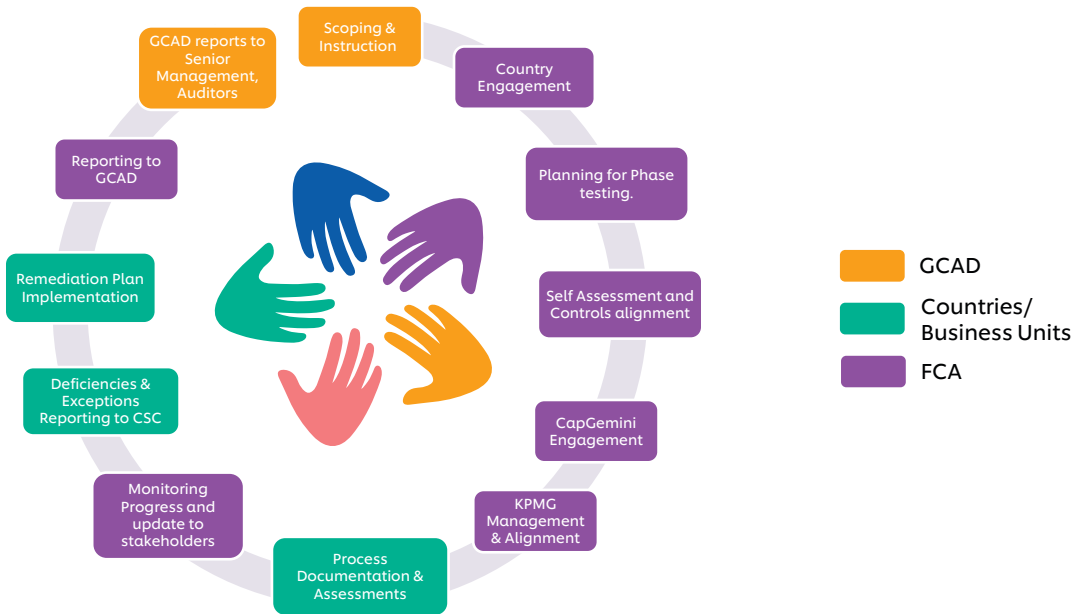 Scoping &
Instruction
Country
Engagement
Planning for Phase
testing.
Self Assessment and
Controls alignment
CapGemini
Engagement
KPMG
Management
& Alignment
Process
Documentation &
Assessments
Monitoring
Progress and
update to
stakeholders
Deficiencies &
Exceptions
Reporting to CSC
Remediation Plan
Implementation
Reporting to
GCAD
GCAD reports to
Senior
Management,
Auditors
GCAD
Countries/
Business Units
FCA